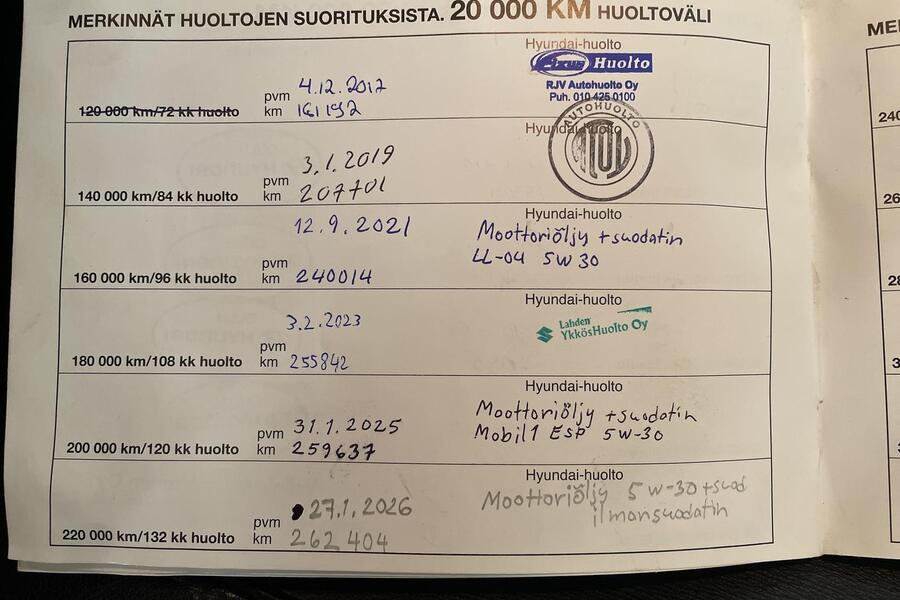 MERKINNÄT HUOLTOJEN SUORITUKSISTA. 20 000 KM HUOLTOVÄLI
Hyundai-huolto
Huolto
RJV Autohuolto Oy
Puh. 010 425 0100
120 000 km/72 kk huolto
pvm 4.12.2017
km 161192
Hyundai-huolto
AUTOHUOLTO
140 000 km/84 kk huolto
pvm 3.1.2019
km 207701
Hyundai-huolto
Moottoriöljy + suodatin
LL-04 5W30
160 000 km/96 kk huolto
pvm 12.9.2021
km 240014
Hyundai-huolto
Lahden
YkkösHuolto Oy
180 000 km/108 kk huolto
pvm 3.2.2023
km 255842
Hyundai-huolto
Moottoriöljy + suodatin
Mobil1 ESP 5W-30
200 000 km/120 kk huolto
pvm 31.1.2025
km 259637
Hyundai-huolto
Moottoriöljy 5W-30 + suod
ilmansuodatin
220 000 km/132 kk huolto
pvm 27.1.2026
km 262 404
240
26